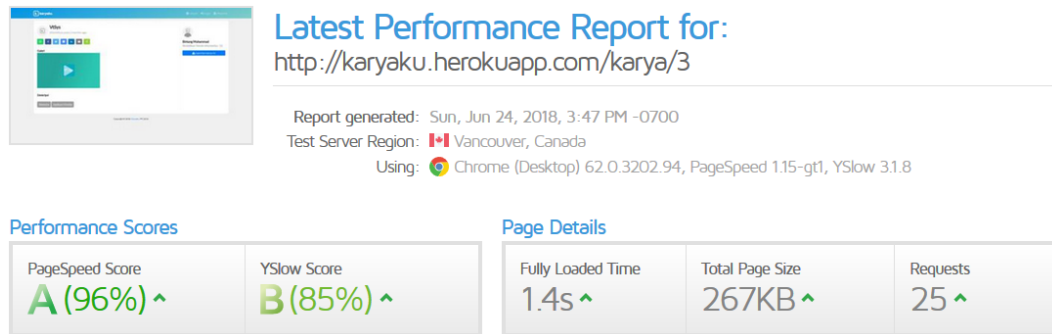 Latest Performance Report for:
http://karyaku.herokuapp.com/karya/3
Report generated: Sun, Jun 24, 2018, 3:47 PM -0700
Test Server Region: Vancouver, Canada
Using: Chrome (Desktop) 62.0.3202.94, PageSpeed 1.15-gt1, YSlow 3.1.8
Performance Scores
Page Details
PageSpeed Score
YSlow Score
Fully Loaded Time
Total Page Size
Requests
A (96%)
B (85%)
1.4s
267KB
25